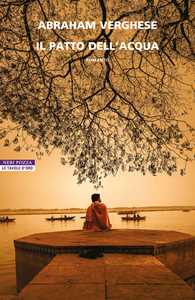 ABRAHAM VERGHESE
IL PATTO DELL'ACQUA
ROMANZO
NERI POZZA
LE TAVOLE D'ORO